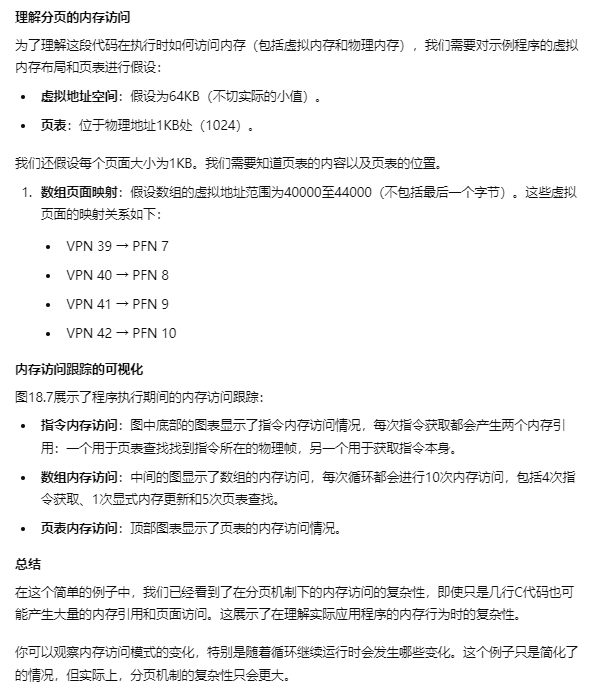 理解分页的内存访问
为了理解这段代码在执行时如何访问内存（包括虚拟内存和物理内存），我们需要对示例程序的虚拟
内存布局和页表进行假设：
• 虚拟地址空间：假设为64KB（不切实际的小值）。
• 页表：位于物理地址1KB处（1024）。
我们还假设每个页面大小为1KB。我们需要知道页表的内容以及页表的位置。
1. 数组页面映射：假设数组的虚拟地址范围为40000至44000（不包括最后一个字节）。这些虚拟
页面的映射关系如下：
• VPN 39 → PFN 7
• VPN 40 → PFN 8
• VPN 41 → PFN 9
• VPN 42 → PFN 10
内存访问跟踪的可视化
图18.7展示了程序执行期间的内存访问跟踪：
• 指令内存访问：图中底部的图表显示了指令内存访问情况，每次指令获取都会产生两个内存引
用：一个用于页表查找找到指令所在的物理帧，另一个用于获取指令本身。
• 数组内存访问：中间的图显示了数组的内存访问，每次循环都会进行10次内存访问，包括4次指
令获取、1次显式内存更新和5次页表查找。
• 页表内存访问：顶部图表显示了页表的内存访问情况。
总结
在这个简单的例子中，我们已经看到了在分页机制下的内存访问的复杂性，即使只是几行C代码也可
能产生大量的内存引用和页面访问。这展示了在理解实际应用程序的内存行为时的复杂性。
你可以观察内存访问模式的变化，特别是随着循环继续运行时会发生哪些变化。这个例子只是简化了
的情况，但实际上，分页机制的复杂性只会更大。